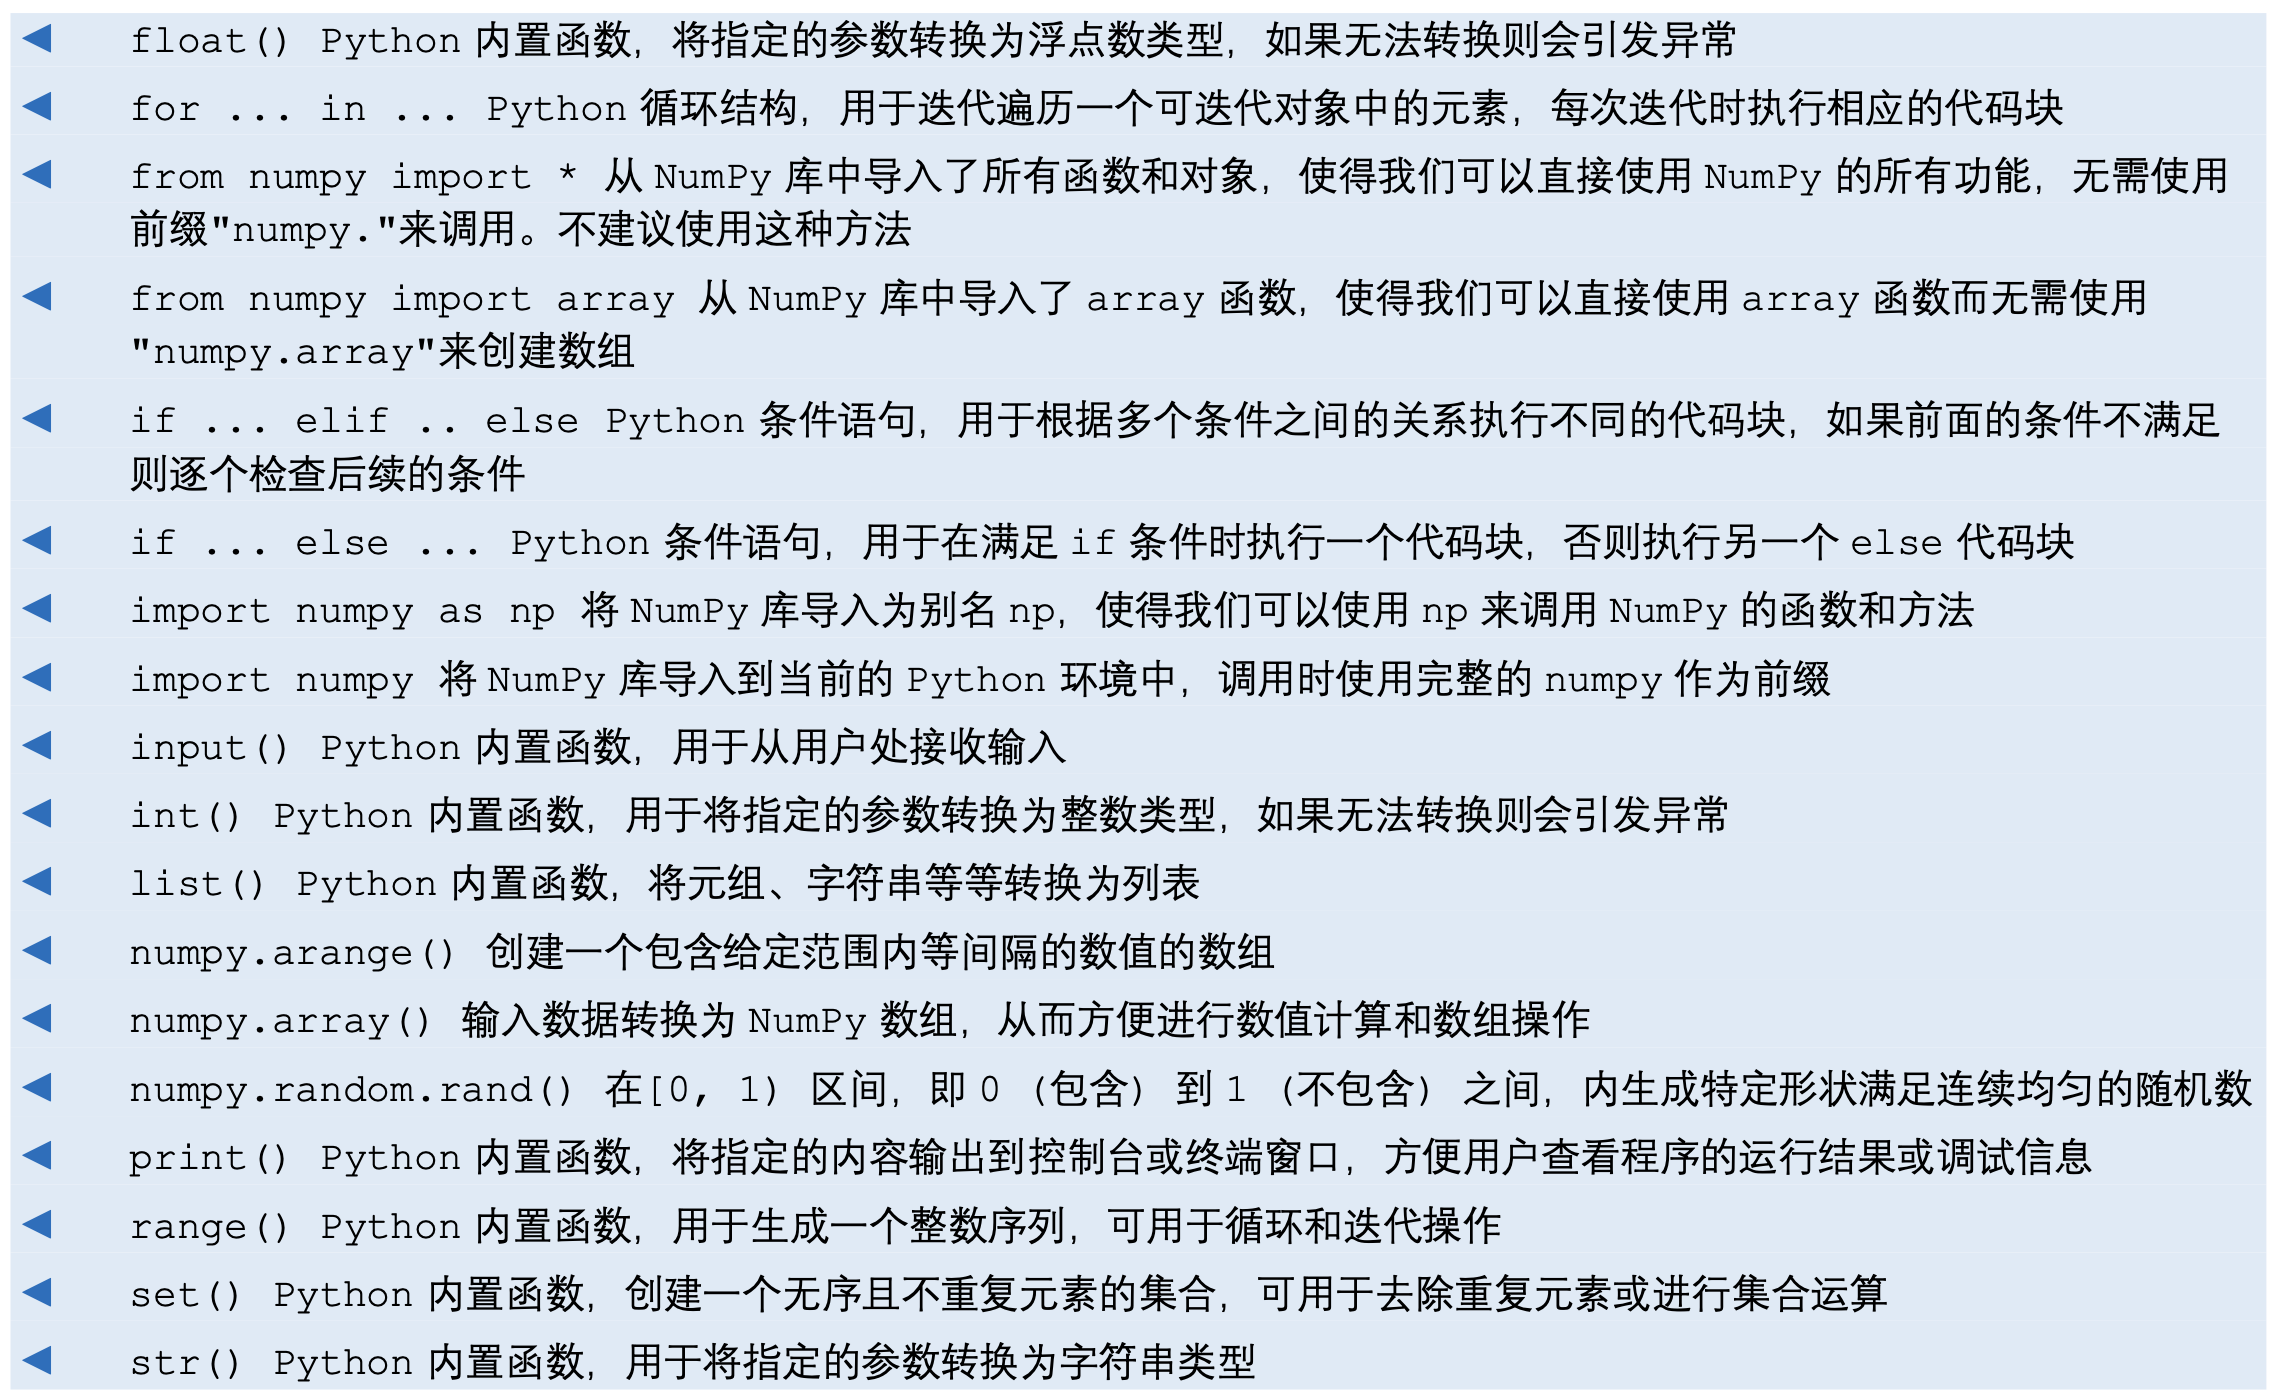 float() Python 内置函数，将指定的参数转换为浮点数类型，如果无法转换则会引发异常
for ... in ... Python 循环结构，用于迭代遍历一个可迭代对象中的元素，每次迭代时执行相应的代码块
from numpy import * 从 NumPy 库中导入了所有函数和对象，使得我们可以直接使用 NumPy 的所有功能，无需使用
前缀"numpy."来调用。不建议使用这种方法
from numpy import array 从 NumPy 库中导入了 array 函数，使得我们可以直接使用 array 函数而无需使用
"numpy.array"来创建数组
if ... elif .. else Python 条件语句，用于根据多个条件之间的关系执行不同的代码块，如果前面的条件不满足
则逐个检查后续的条件
if ... else ... Python 条件语句，用于在满足 if 条件时执行一个代码块，否则执行另一个 else 代码块
import numpy as np 将 NumPy 库导入为别名 np，使得我们可以使用 np 来调用 NumPy 的函数和方法
import numpy 将 NumPy 库导入到当前的 Python 环境中，调用时使用完整的 numpy 作为前缀
input() Python 内置函数，用于从用户处接收输入
int() Python 内置函数，用于将指定的参数转换为整数类型，如果无法转换则会引发异常
list() Python 内置函数，将元组、字符串等等转换为列表
numpy.arange() 创建一个包含给定范围内等间隔的数值的数组
numpy.array() 输入数据转换为 NumPy 数组，从而方便进行数值计算和数组操作
numpy.random.rand() 在[0, 1) 区间，即 0 (包含) 到 1 (不包含) 之间，内生成特定形状满足连续均匀的随机数
print() Python 内置函数，将指定的内容输出到控制台或终端窗口，方便用户查看程序的运行结果或调试信息
range() Python 内置函数，用于生成一个整数序列，可用于循环和迭代操作
set() Python 内置函数，创建一个无序且不重复元素的集合，可用于去除重复元素或进行集合运算
str() Python 内置函数，用于将指定的参数转换为字符串类型